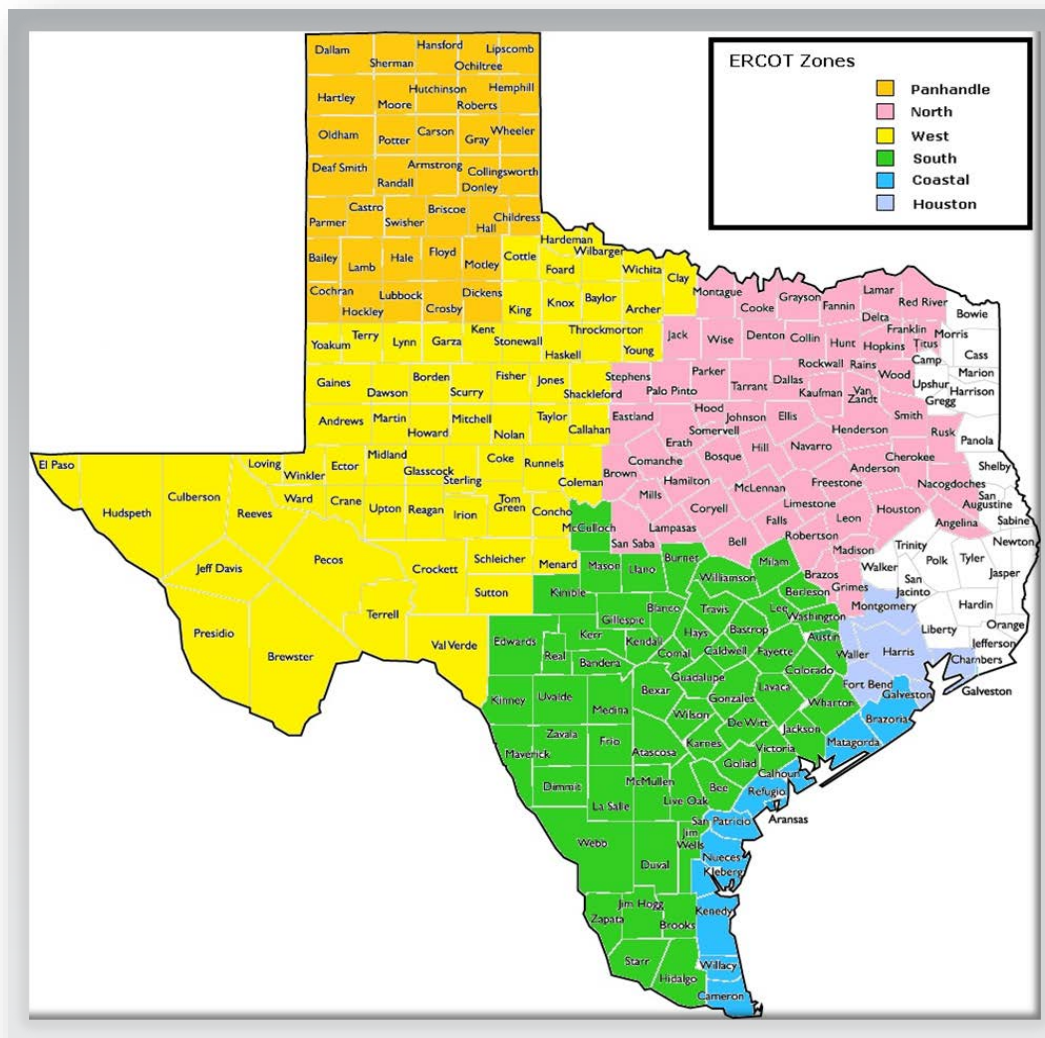 ERCOT Zones
Panhandle
North
West
South
Coastal
Houston
Dallam
Sherman
Hansford
Ochiltree
Lipscomb
Hartley
Moore
Hutchinson
Roberts
Hemphill
Oldham
Potter
Carson
Gray
Wheeler
Deaf Smith
Randall
Armstrong
Donley
Collingsworth
Parmer
Castro
Swisher
Briscoe
Hall
Childress
Bailey
Lamb
Hale
Floyd
Motley
Cottle
Hardeman
Foard
Wilbarger
Wichita
Clay
Cochran
Hockley
Lubbock
Crosby
Dickens
King
Knox
Baylor
Archer
Montague
Cooke
Grayson
Fannin
Lamar
Red River
Delta
Bowie
Yoakum
Terry
Lynn
Garza
Kent
Stonewall
Haskell
Throckmorton
Young
Jack
Wise
Denton
Collin
Hunt
Hopkins
Franklin
Titus
Morris
Cass
Camp
Marion
Gaines
Dawson
Borden
Scurry
Fisher
Jones
Shackleford
Stephens
Palo Pinto
Parker
Tarrant
Dallas
Rockwall
Rains
Kaufman
Van
Zandt
Wood
Upshur
Gregg
Harrison
Andrews
Martin
Howard
Mitchell
Nolan
Taylor
Callahan
Eastland
Erath
Hood
Somervell
Johnson
Ellis
Henderson
Smith
Rusk
Panola
El Paso
Hudspeth
Culberson
Loving
Winkler
Ector
Midland
Glasscock
Sterling
Coke
Runnels
Coleman
Brown
Comanche
Hamilton
Bosque
Hill
Navarro
Anderson
Cherokee
Nacogdoches
Shelby
San
Augustine
Sabine
Reeves
Ward
Crane
Upton
Reagan
Irion
Tom
Green
Concho
McCulloch
Mills
San Saba
Lampasas
Coryell
McLennan
Limestone
Freestone
Falls
Bell
Leon
Robertson
Houston
Angelina
Madison
Trinity
Polk
Tyler
Newton
Jasper
Jeff Davis
Pecos
Crockett
Schleicher
Sutton
Menard
Mason
Llano
Burnet
Williamson
Milam
Brazos
Grimes
Walker
San
Jacinto
Hardin
Orange
Presidio
Brewster
Terrell
Val Verde
Edwards
Kimble
Gillespie
Blanco
Travis
Lee
Burleson
Washington
Montgomery
Liberty
Jefferson
Chambers
Galveston
Real
Kerr
Bandera
Kendall
Comal
Hays
Caldwell
Bastrop
Fayette
Austin
Waller
Harris
Fort Bend
Galveston
Kinney
Uvalde
Medina
Bexar
Guadalupe
Gonzales
Lavaca
Colorado
Wharton
Brazoria
Matagorda
Maverick
Zavala
Frio
Atascosa
Wilson
Karnes
De Witt
Jackson
Victoria
Goliad
Calhoun
Dimmit
La Salle
McMullen
Live Oak
Bee
Refugio
Aransas
San Patricio
Webb
Duval
Jim
Wells
Nueces
Kleberg
Zapata
Jim Hogg
Brooks
Kenedy
Starr
Hidalgo
Willacy
Cameron